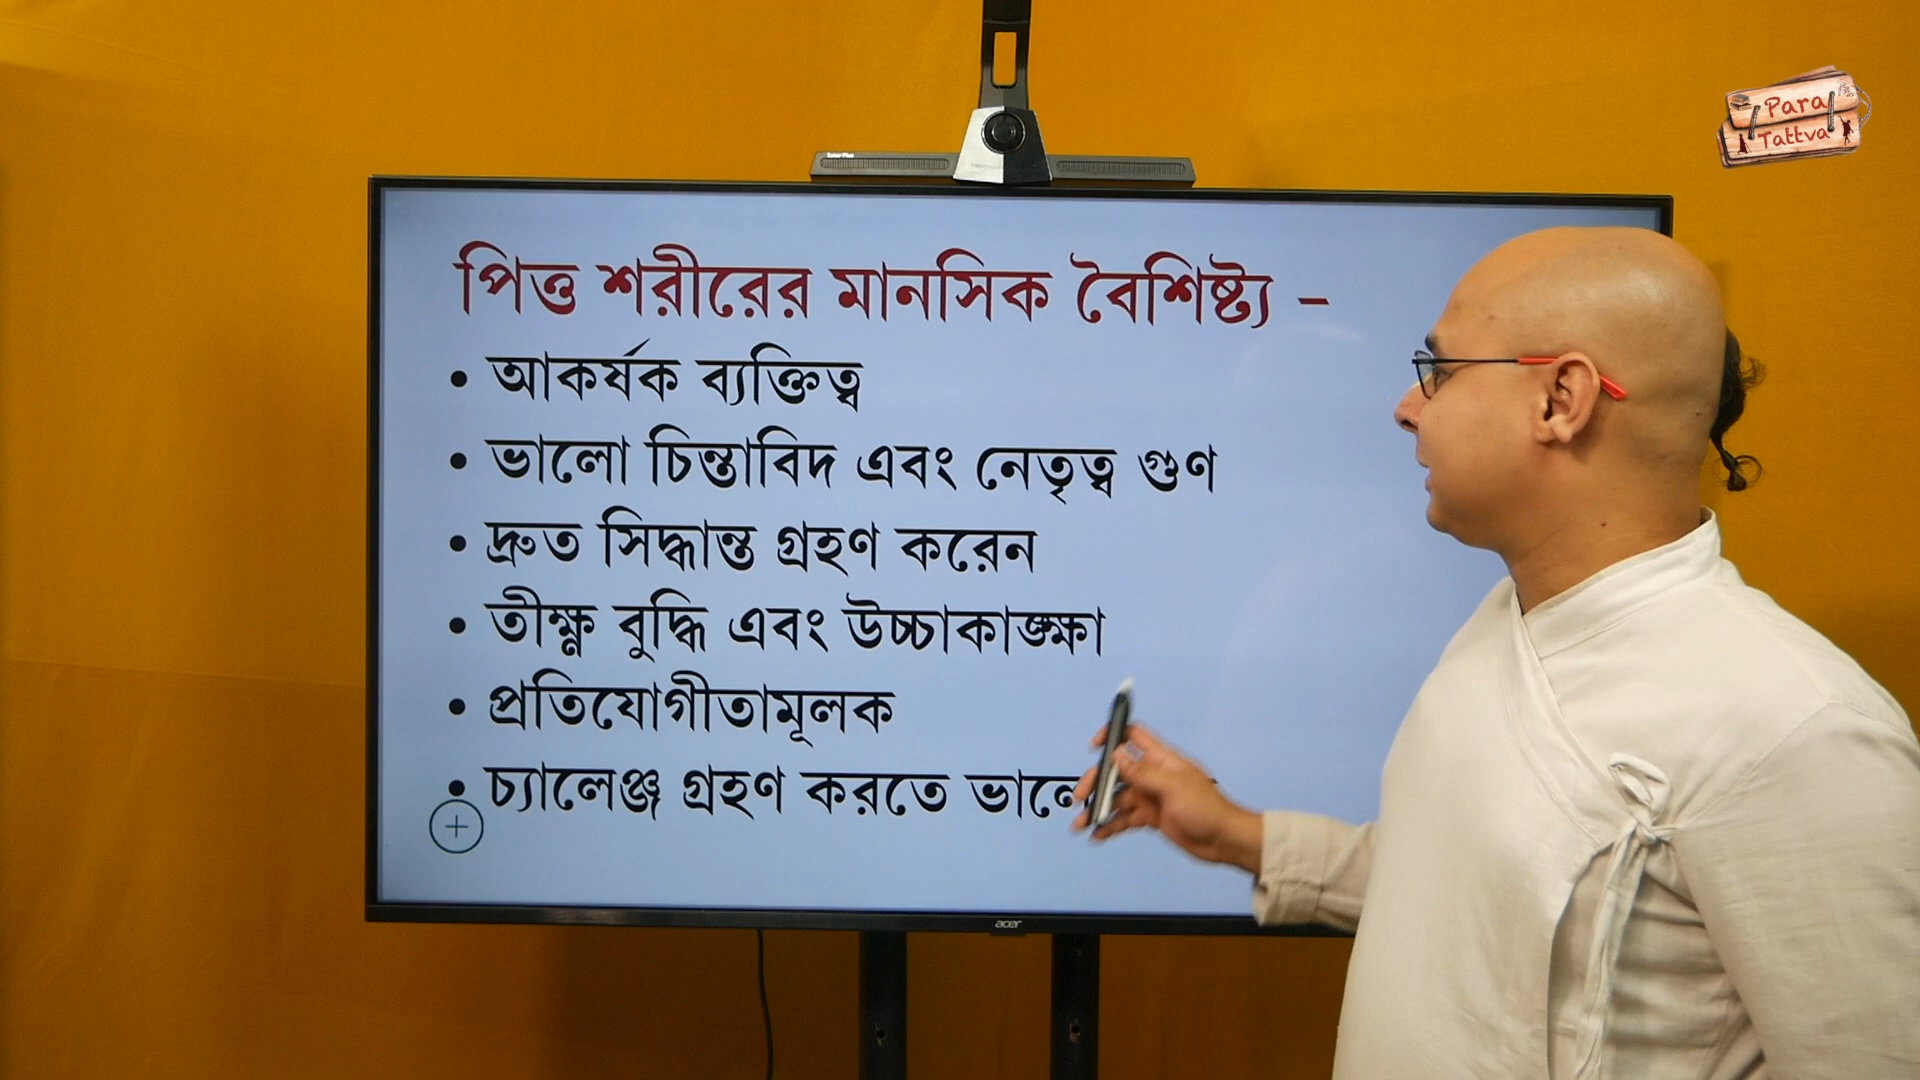 Para
Tattva
পিত্ত শরীরের মানসিক বৈশিষ্ট্য –
• আকর্ষক ব্যক্তিত্ব
• ভালো চিন্তাবিদ এবং নেতৃত্ব গুণ
• দ্রুত সিদ্ধান্ত গ্রহণ করেন
• তীক্ষ্ণ বুদ্ধি এবং উচ্চাকাঙ্ক্ষা
• প্রতিযোগীতামূলক
• চ্যালেঞ্জ গ্রহণ করতে
acer